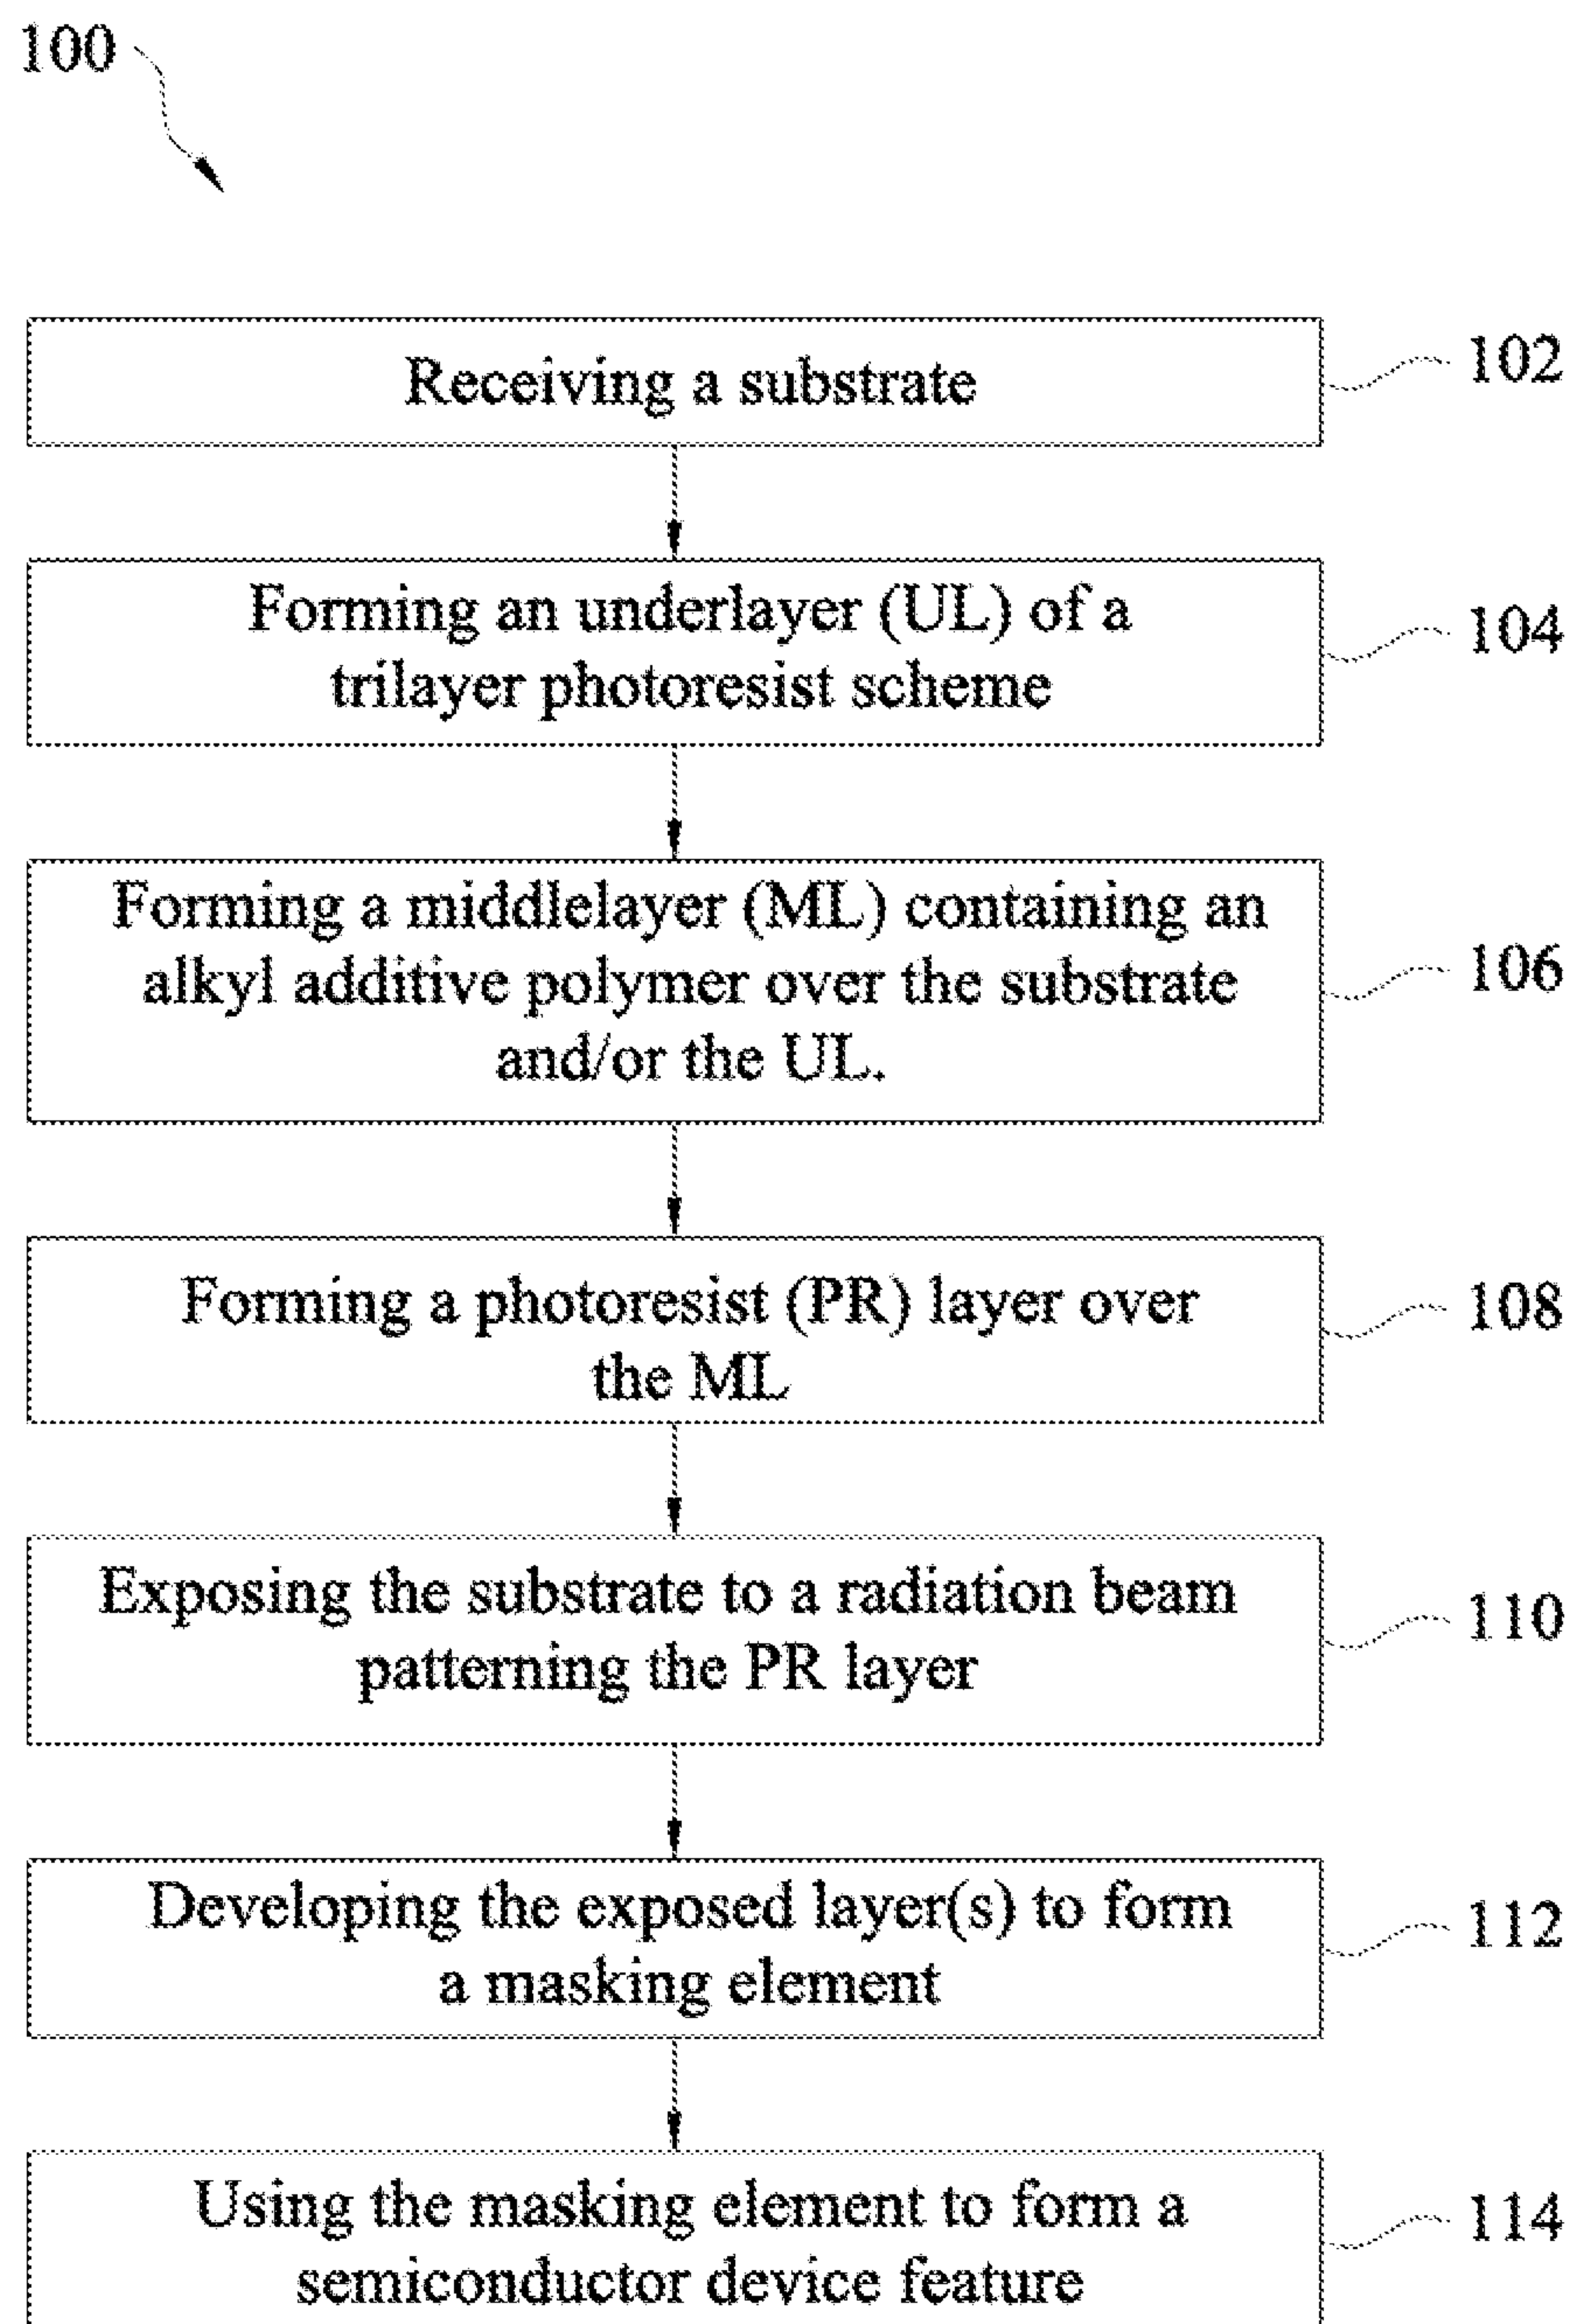 100
Receiving a substrate
102
Forming an underlayer (UL) of a
trilayer photoresist scheme
104
Forming a middlelayer (ML) containing an
alkyl additive polymer over the substrate
and/or the UL.
106
Forming a photoresist (PR) layer over
the ML
108
Exposing the substrate to a radiation beam
patterning the PR layer
110
Developing the exposed layer(s) to form
a masking element
112
Using the masking element to form a
semiconductor device feature
114